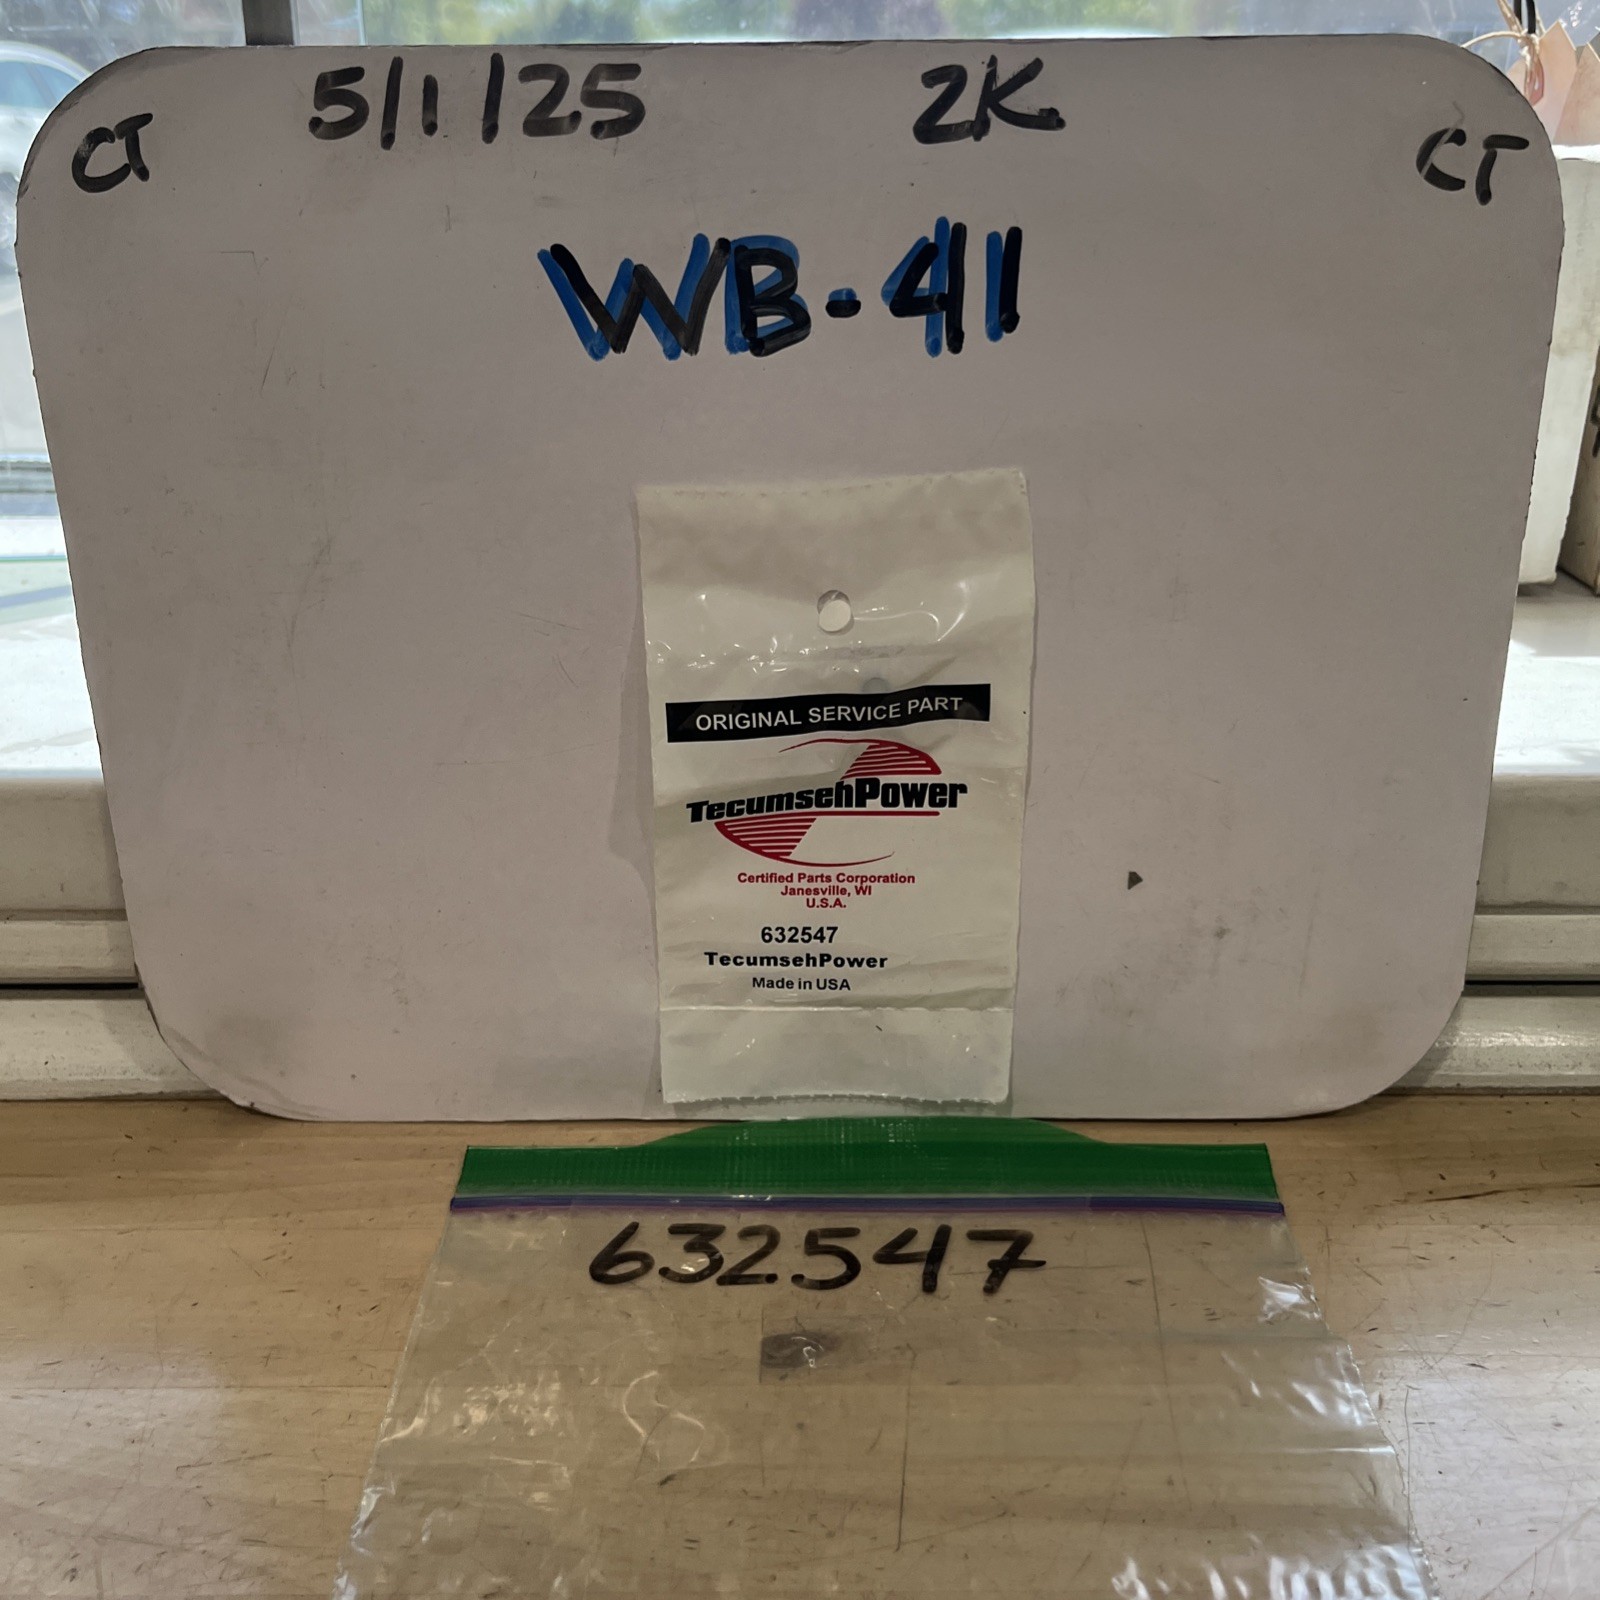 5/1/25 2K
CT CT
WB-41
ORIGINAL SERVICE PART
TecumsehPower
Certified Parts Corporation
Janesville, WI
U.S.A.
632547
TecumsehPower
Made in USA
632547